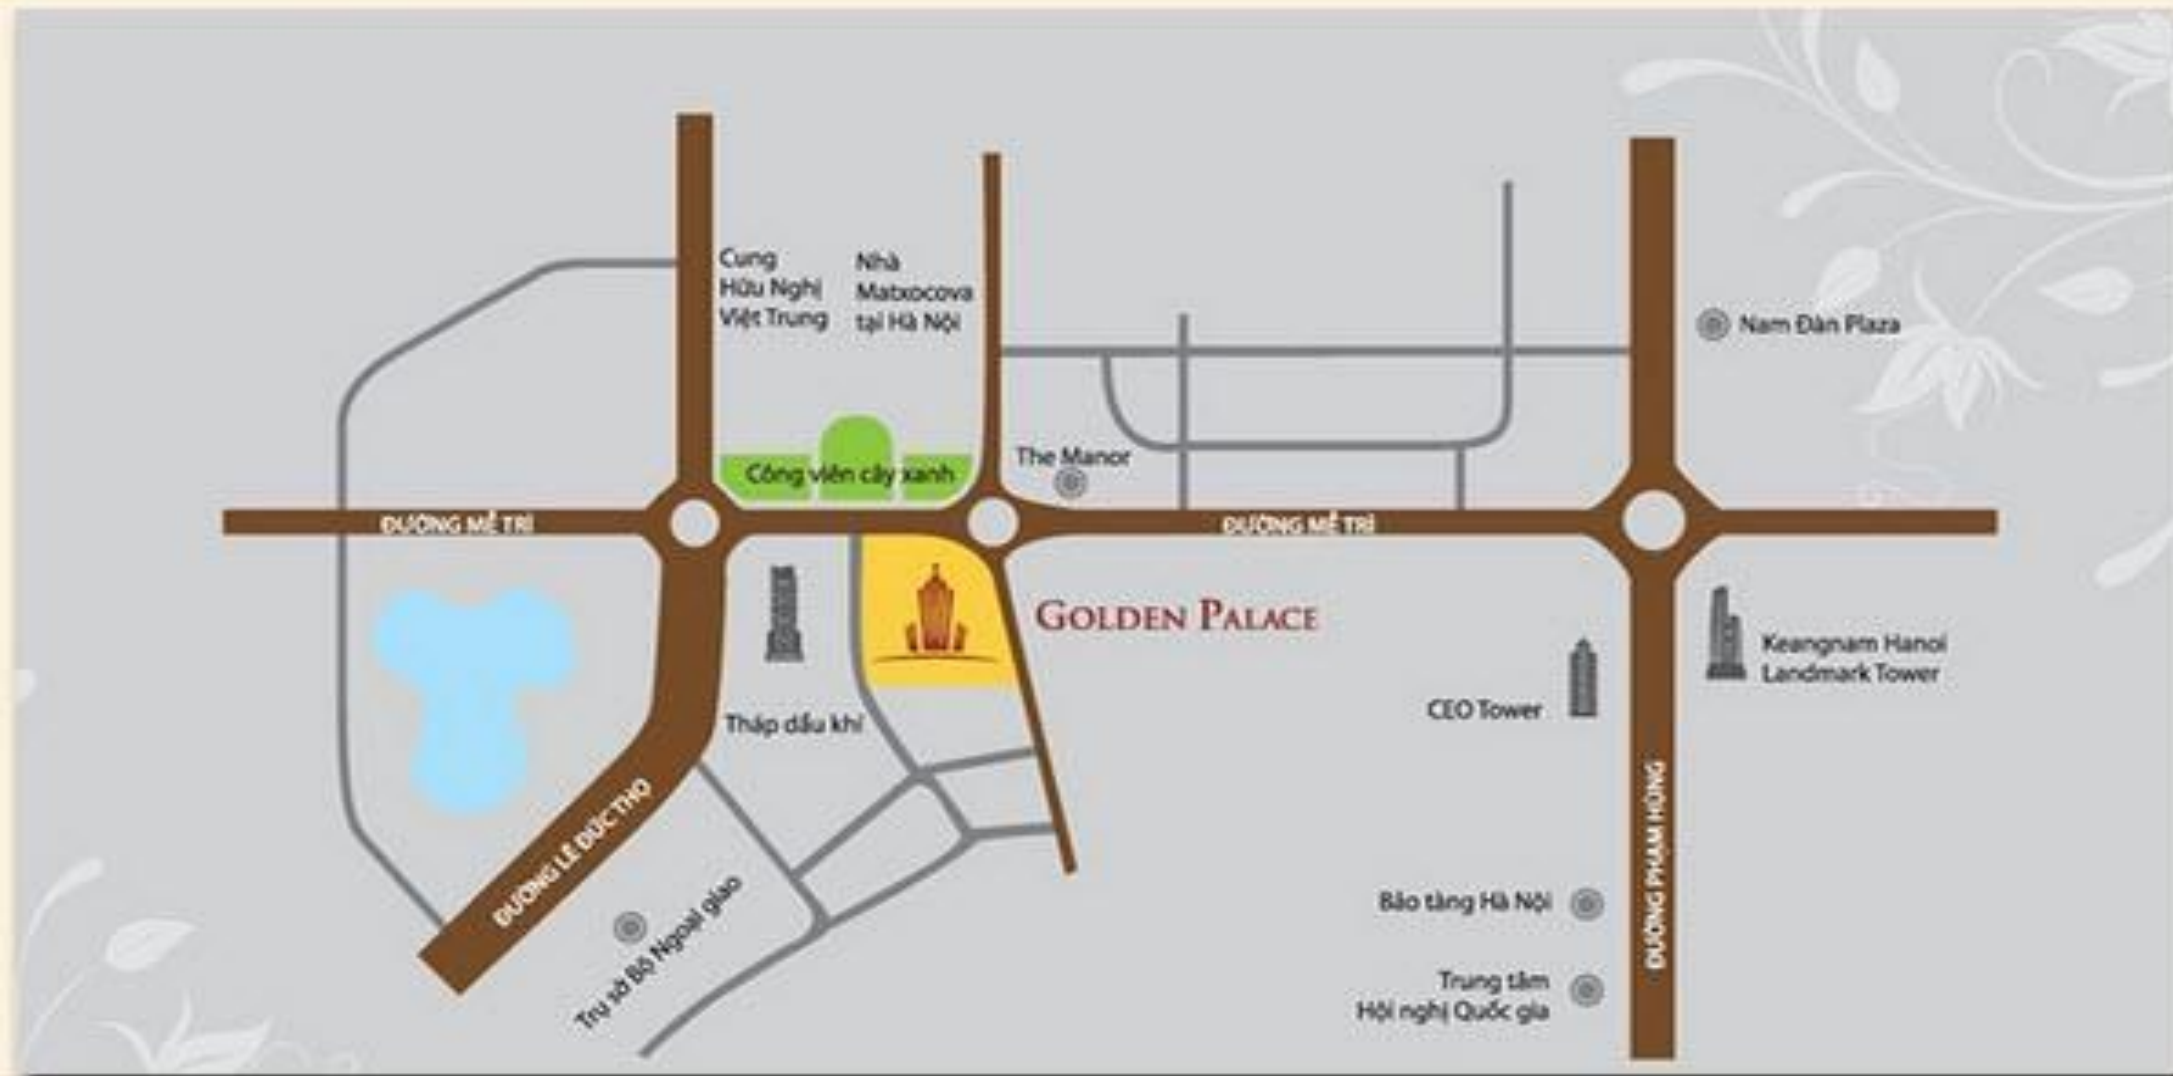 Cung
Hữu Nghị
Việt Trung
Nhà
Matxocova
tại Hà Nội
Nam Đàn Plaza
The Manor
Công viên cây xanh
ĐƯỜNG MỄ TRÌ
ĐƯỜNG MỄ TRÌ
GOLDEN PALACE
Keangnam Hanoi
Landmark Tower
CEO Tower
Tháp dầu khí
ĐƯỜNG LÊ ĐỨC THỌ
ĐƯỜNG PHẠM HÙNG
Trụ sở Bộ Ngoại giao
Bảo tàng Hà Nội
Trung tâm
Hội nghị Quốc gia